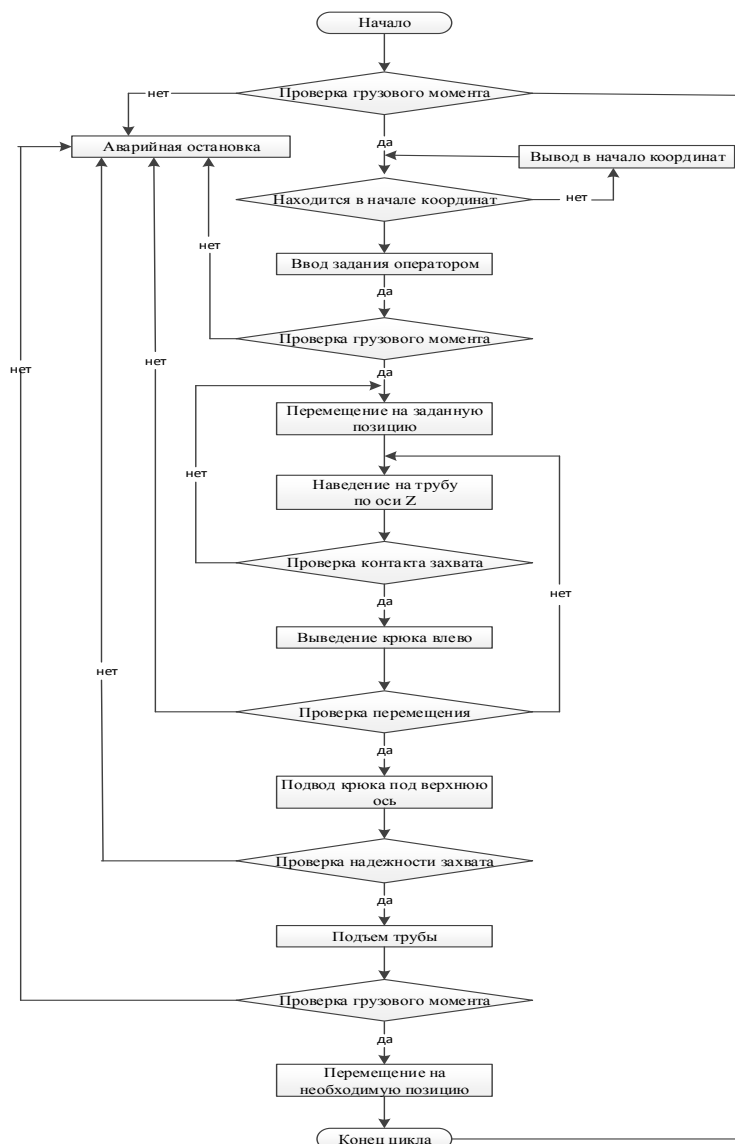 Начало
Проверка грузового момента
нет
Аварийная остановка
да
Вывод в начало координат
Находится в начале координат
нет
нет
Ввод задания оператором
да
Проверка грузового момента
нет
нет
да
Перемещение на заданную
позицию
нет
Наведение на трубу
по оси Z
Проверка контакта захвата
нет
да
Выведение крюка влево
нет
Проверка перемещения
да
Подвод крюка под верхнюю
ось
Проверка надежности захвата
да
Подъем трубы
Проверка грузового момента
да
Перемещение на
необходимую позицию
Конец цикла